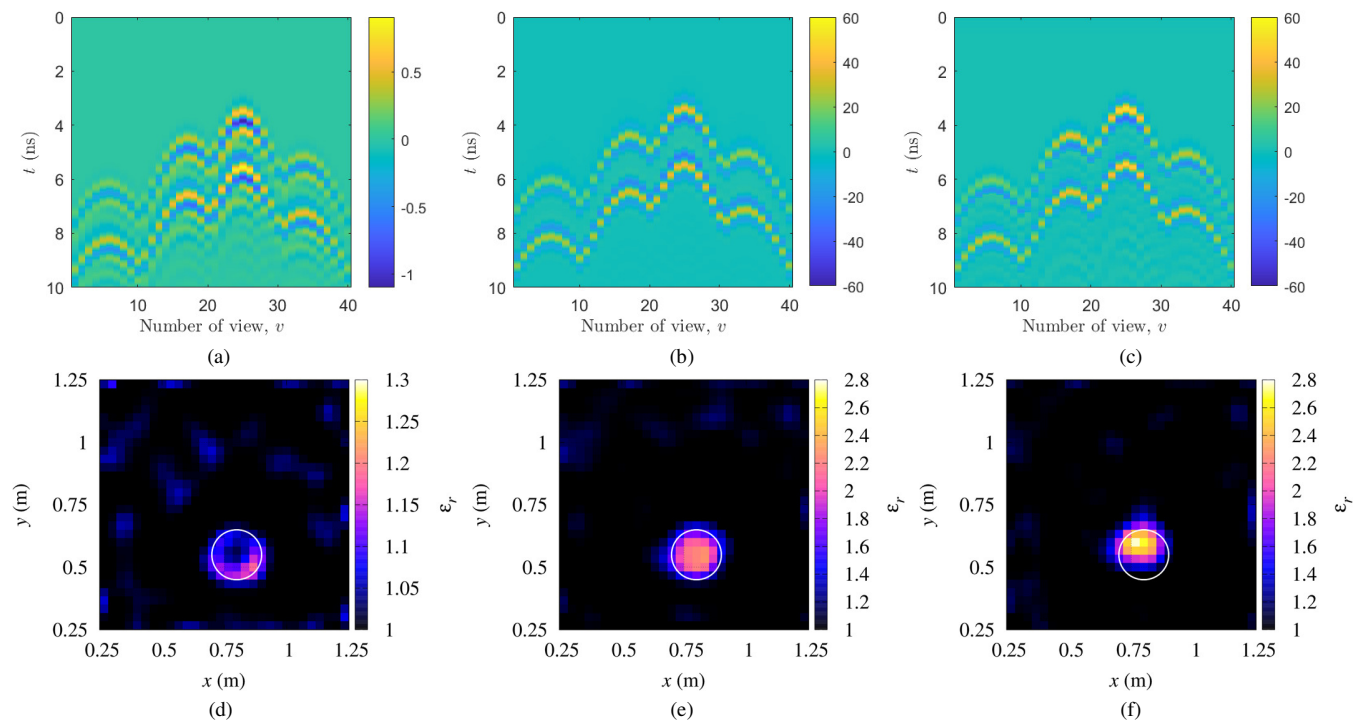 0
2
4
6
8
10
t (ns)
10 20 30 40
Number of view, v
0.5
0
-0.5
-1
(a)
0
2
4
6
8
10
t (ns)
10 20 30 40
Number of view, v
60
40
20
0
-20
-40
-60
(b)
0
2
4
6
8
10
t (ns)
10 20 30 40
Number of view, v
60
40
20
0
-20
-40
-60
(c)
1.25
1
0.75
0.5
0.25
y (m)
0.25 0.5 0.75 1 1.25
x (m)
1.3
1.25
1.2
1.15
1.1
1.05
1
εr
(d)
1.25
1
0.75
0.5
0.25
y (m)
0.25 0.5 0.75 1 1.25
x (m)
2.8
2.6
2.4
2.2
2
1.8
1.6
1.4
1.2
1
εr
(e)
1.25
1
0.75
0.5
0.25
y (m)
0.25 0.5 0.75 1 1.25
x (m)
2.8
2.6
2.4
2.2
2
1.8
1.6
1.4
1.2
1
εr
(f)